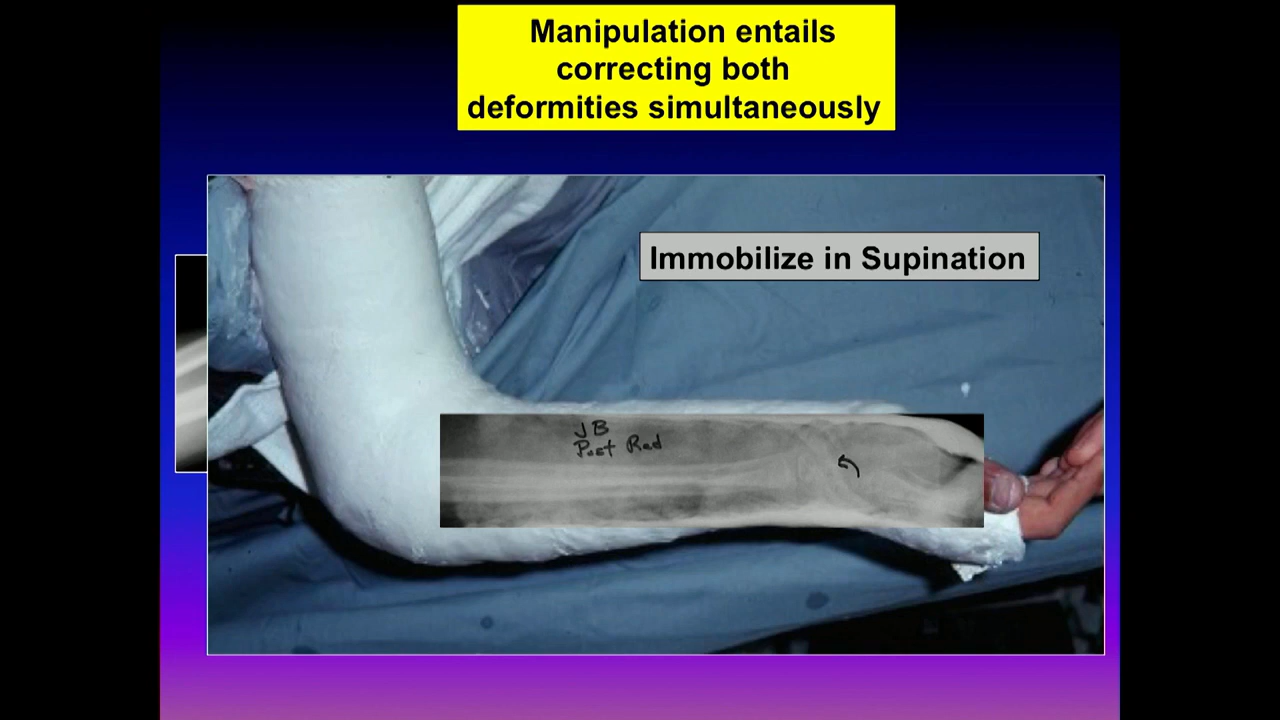 Manipulation entails
correcting both
deformities simultaneously
Immobilize in Supination
JB
Post Red